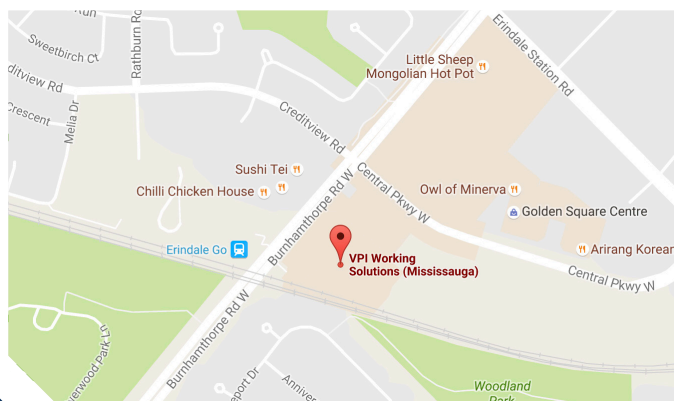 Sweetbirch Ct
Rathburn Rd
Erindale Station Rd
Little Sheep
Mongolian Hot Pot
Creditview Rd
Crescent
Melia Dr
Sushi Tei
Chilli Chicken House
Central Pkwy W
Owl of Minerva
Golden Square Centre
Burnhamthorpe Rd W
Erindale Go
Arirang Korean
VPI Working
Solutions (Mississauga)
Central Pkwy W
Burnhamthorpe Rd W
Woodland
Park